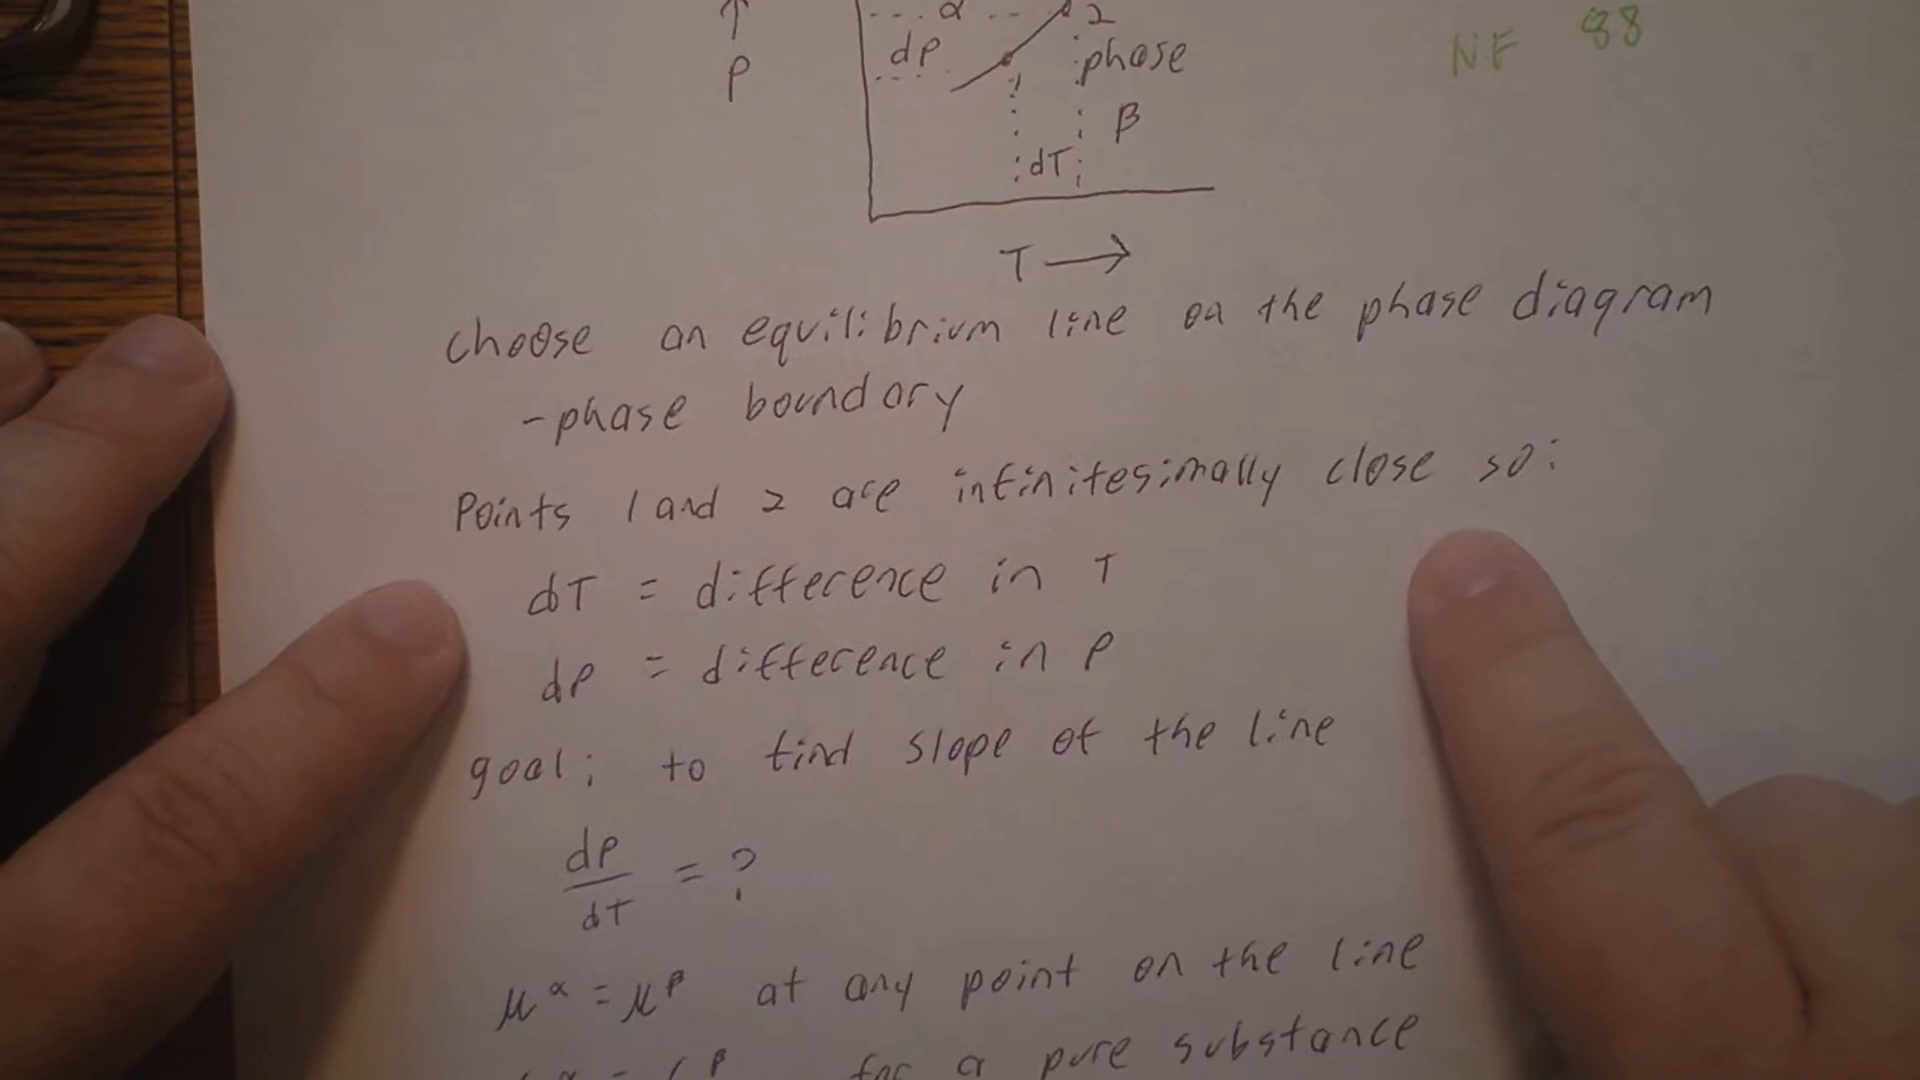 α 2
NF 88
dP phase
P
1
β
dT
T →
choose an equilibrium line on the phase diagram
- phase boundary
Points 1 and 2 are infinitesimally close so:
dT = difference in T
dP = difference in P
goal; to find slope of the line
dP/dT = ?
μ^α = μ^β at any point on the line
for a pure substance